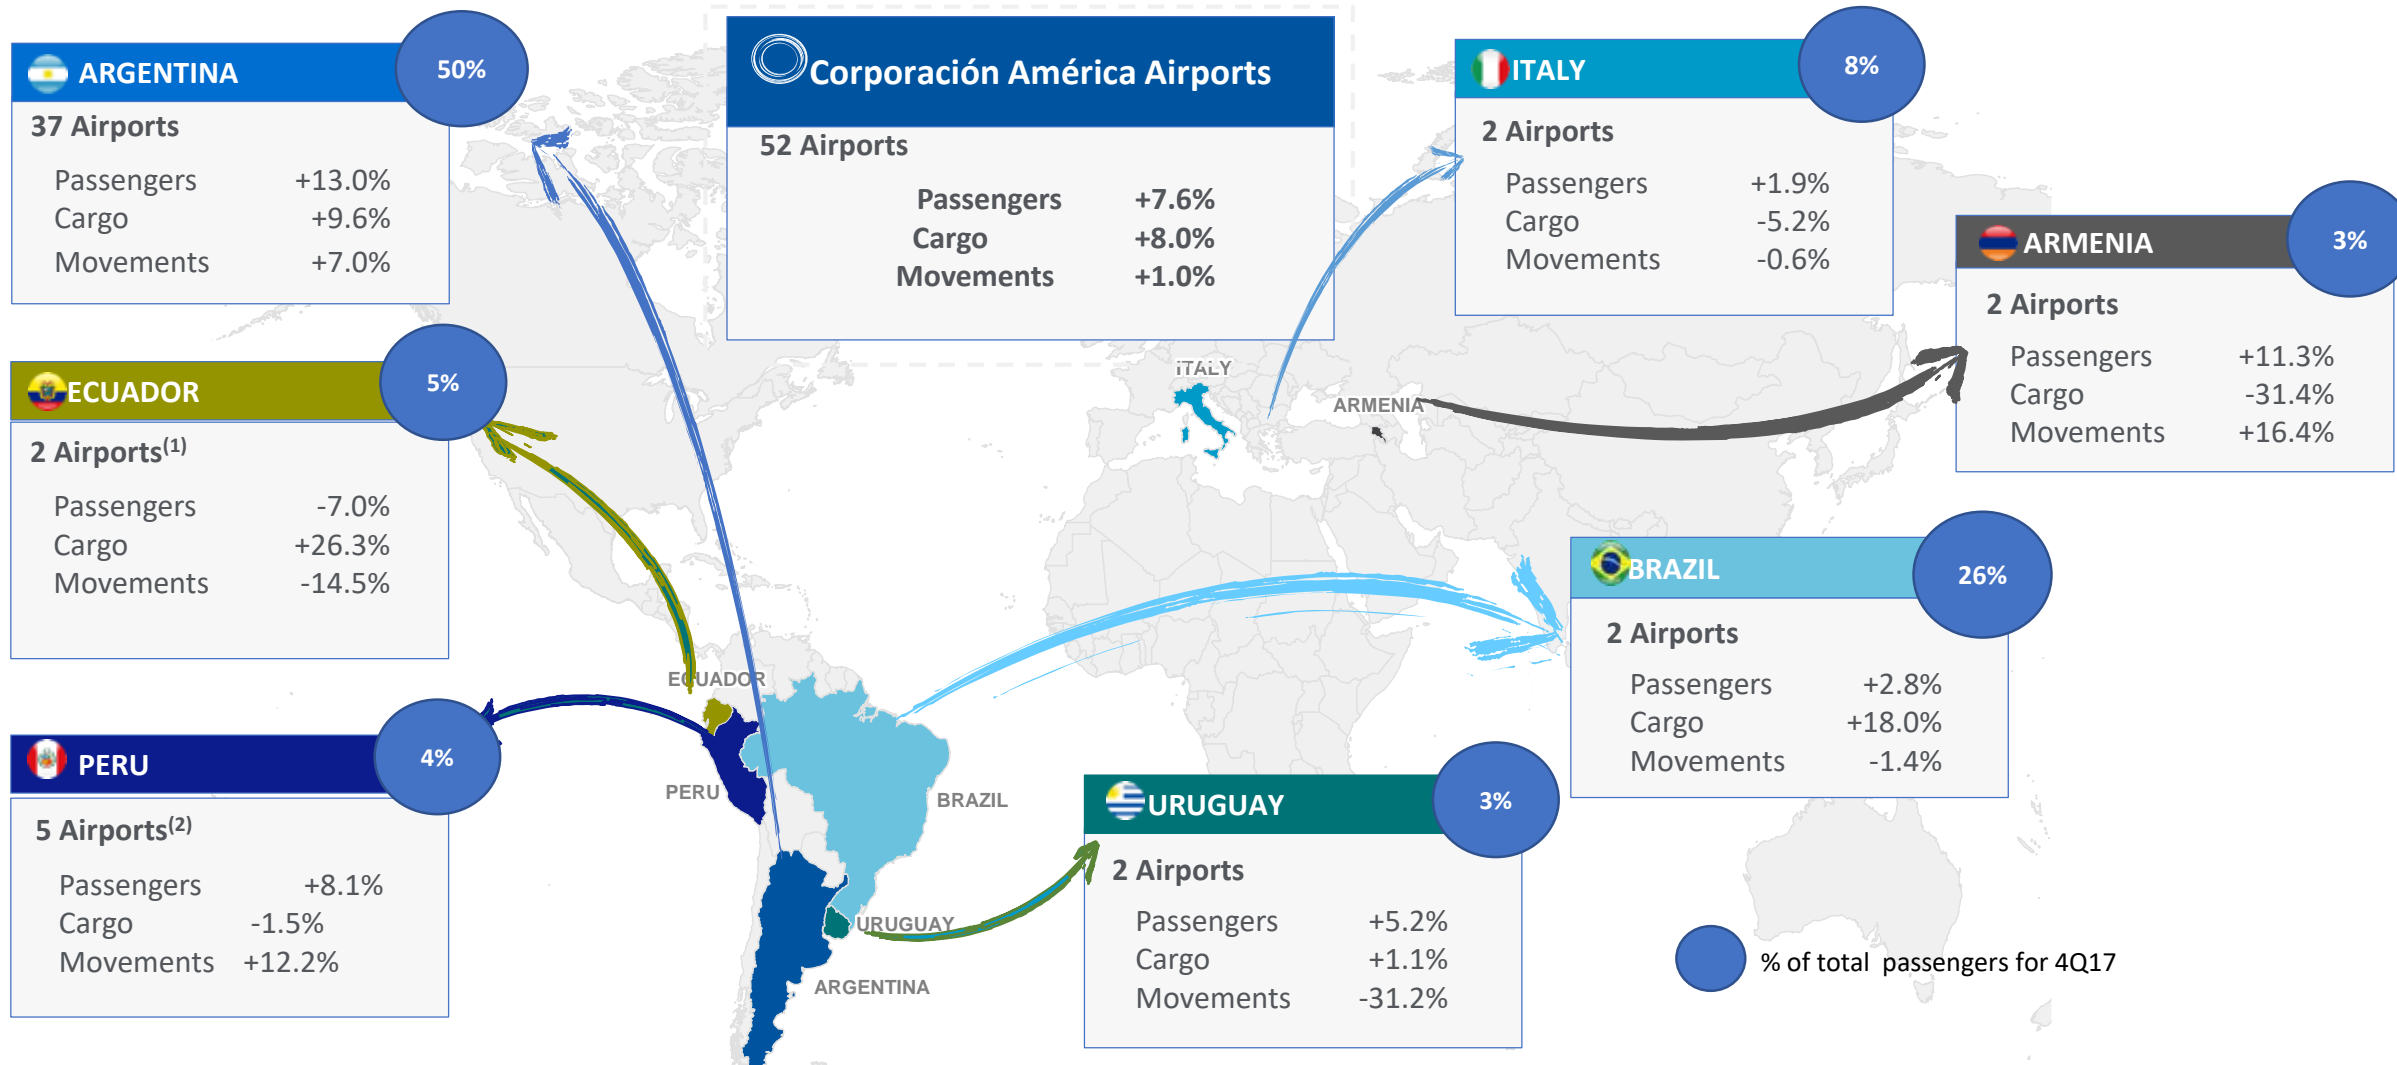 ARGENTINA
50%
37 Airports
Passengers +13.0%
Cargo +9.6%
Movements +7.0%
Corporación América Airports
52 Airports
Passengers +7.6%
Cargo +8.0%
Movements +1.0%
ITALY
8%
2 Airports
Passengers +1.9%
Cargo -5.2%
Movements -0.6%
ARMENIA
3%
2 Airports
Passengers +11.3%
Cargo -31.4%
Movements +16.4%
ECUADOR
5%
2 Airports(1)
Passengers -7.0%
Cargo +26.3%
Movements -14.5%
iTALY
ARMENIA
BRAZIL
26%
2 Airports
Passengers +2.8%
Cargo +18.0%
Movements -1.4%
ECUADOR
PERU
BRAZIL
URUGUAY
ARGENTINA
PERU
4%
5 Airports(2)
Passengers +8.1%
Cargo -1.5%
Movements +12.2%
URUGUAY
3%
2 Airports
Passengers +5.2%
Cargo +1.1%
Movements -31.2%
% of total passengers for 4Q17